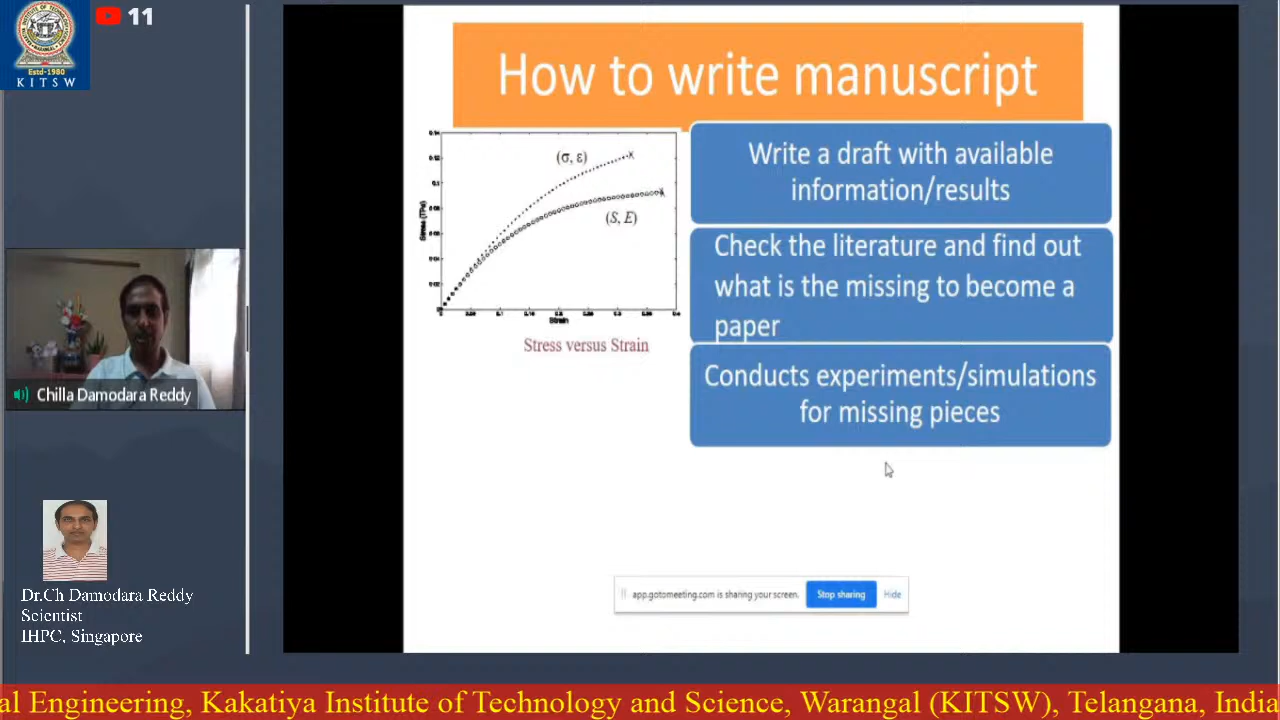 11
Estd-1980
K I T S W
How to write manuscript
Write a draft with available
information/results
(σ, ε)
(S, E)
Stress (TPa)
Strain
Stress versus Strain
Check the literature and find out
what is the missing to become a
paper
Conducts experiments/simulations
for missing pieces
Chilla Damodara Reddy
Dr.Ch Damodara Reddy
Scientist
IHPC, Singapore
app.gotomeeting.com is sharing your screen.
Stop sharing
Hide
al Engineering, Kakatiya Institute of Technology and Science, Warangal (KITSW), Telangana, India